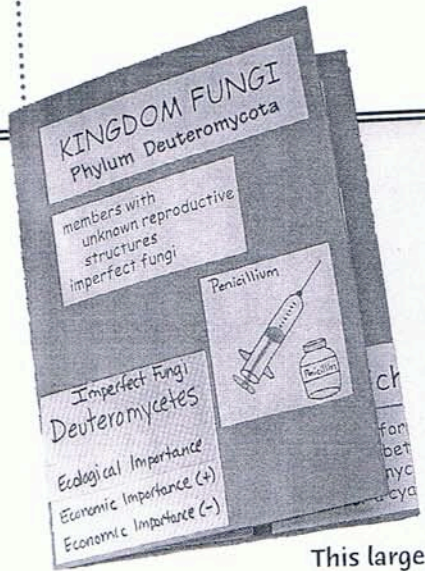 KINGDOM FUNGI
Phylum Deuteromycota
members with
unknown reproductive
structures
imperfect fungi
Penicillium
Penicillin
Imperfect Fungi
Deuteromycetes
Ecological Importance
Economic Importance (+)
Economic Importance (-)
This large